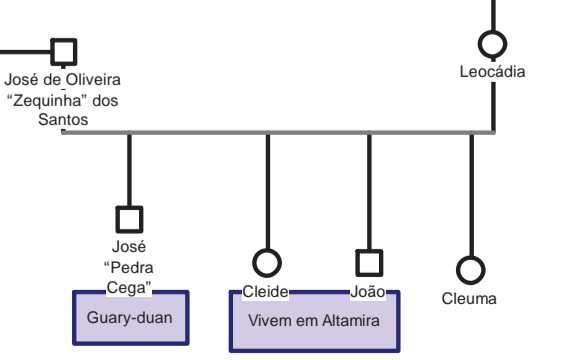 José de Oliveira
“Zequinha” dos
Santos
Leocádia
José
“Pedra
Cega”
Guary-duan
Cleide
João
Vivem em Altamira
Cleuma